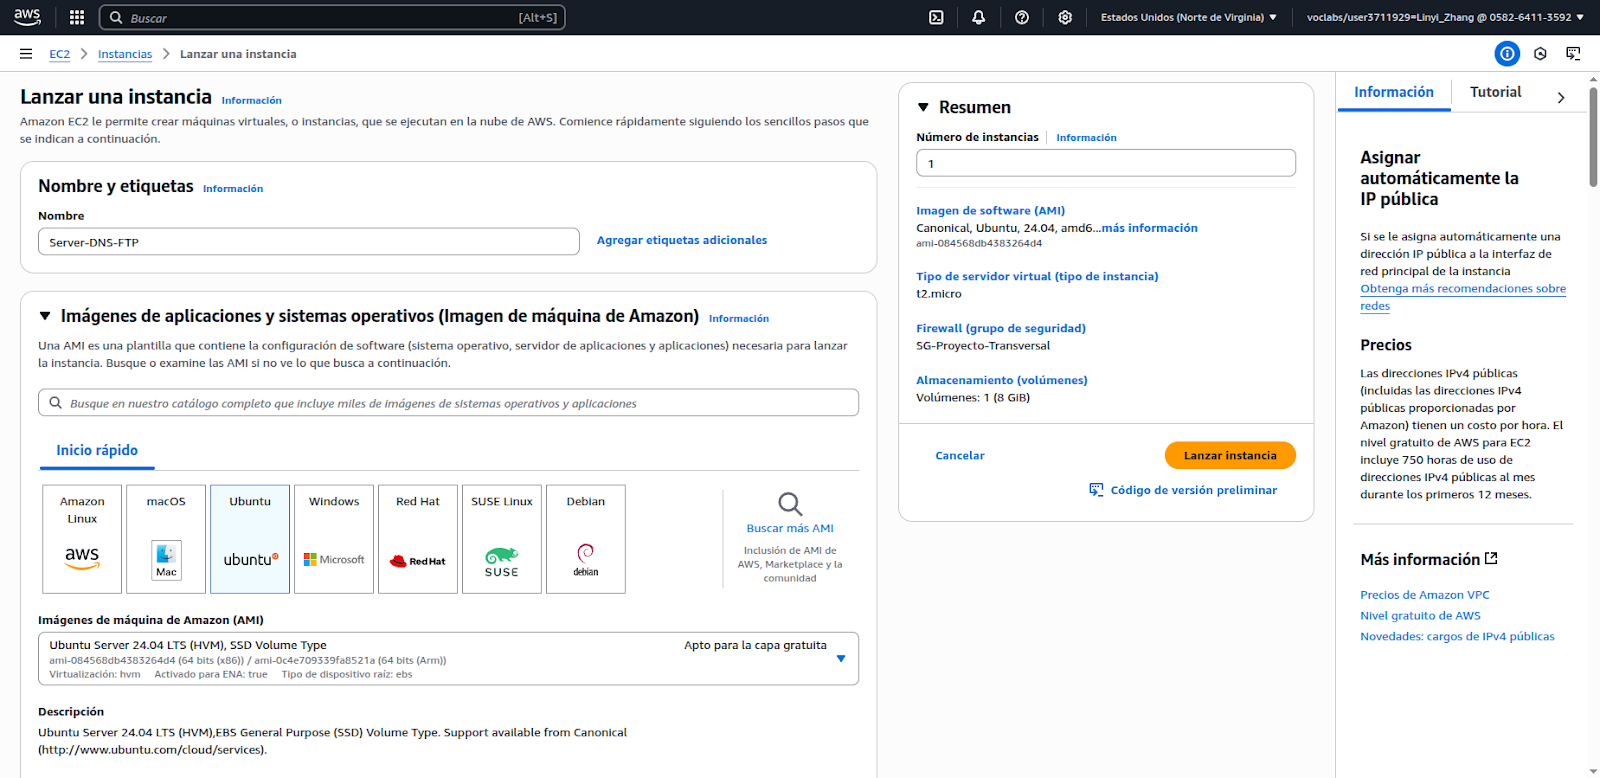 aws
Buscar [Alt+S]
Estados Unidos (Norte de Virginia)
voclabs/user3711929=Linyi_Zhang @ 0582-6411-3592
EC2 Instancias Lanzar una instancia
Lanzar una instancia Información
Amazon EC2 le permite crear máquinas virtuales, o instancias, que se ejecutan en la nube de AWS. Comience rápidamente siguiendo los sencillos pasos que
se indican a continuación.
Nombre y etiquetas Información
Nombre
Server-DNS-FTP
Agregar etiquetas adicionales
Imágenes de aplicaciones y sistemas operativos (Imagen de máquina de Amazon) Información
Una AMI es una plantilla que contiene la configuración de software (sistema operativo, servidor de aplicaciones y aplicaciones) necesaria para lanzar
la instancia. Busque o examine las AMI si no ve lo que busca a continuación.
Busque en nuestro catálogo completo que incluye miles de imágenes de sistemas operativos y aplicaciones
Inicio rápido
Amazon
Linux
aws
macOS
Mac
Ubuntu
ubuntu
Windows
Microsoft
Red Hat
Red Hat
SUSE Linux
SUSE
Debian
debian
Buscar más AMI
Inclusión de AMI de
AWS, Marketplace y la
comunidad
Imágenes de máquina de Amazon (AMI)
Ubuntu Server 24.04 LTS (HVM), SSD Volume Type
Apto para la capa gratuita
ami-084568db4383264d4 (64 bits (x86)) / ami-0c4e709339fa8521a (64 bits (Arm))
Virtualización: hvm Activado para ENA: true Tipo de dispositivo raíz: ebs
Descripción
Ubuntu Server 24.04 LTS (HVM),EBS General Purpose (SSD) Volume Type. Support available from Canonical
(http://www.ubuntu.com/cloud/services).
Resumen
Número de instancias Información
1
Imagen de software (AMI)
Canonical, Ubuntu, 24.04, amd6...más información
ami-084568db4383264d4
Tipo de servidor virtual (tipo de instancia)
t2.micro
Firewall (grupo de seguridad)
SG-Proyecto-Transversal
Almacenamiento (volúmenes)
Volúmenes: 1 (8 GiB)
Cancelar
Lanzar instancia
Código de versión preliminar
Información Tutorial
Asignar
automáticamente la
IP pública
Si se le asigna automáticamente una
dirección IP pública a la interfaz de
red principal de la instancia
Obtenga más recomendaciones sobre
redes
Precios
Las direcciones IPv4 públicas
(incluidas las direcciones IPv4
públicas proporcionadas por
Amazon) tienen un costo por hora. El
nivel gratuito de AWS para EC2
incluye 750 horas de uso de
direcciones IPv4 públicas al mes
durante los primeros 12 meses.
Más información
Precios de Amazon VPC
Nivel gratuito de AWS
Novedades: cargos de IPv4 públicas